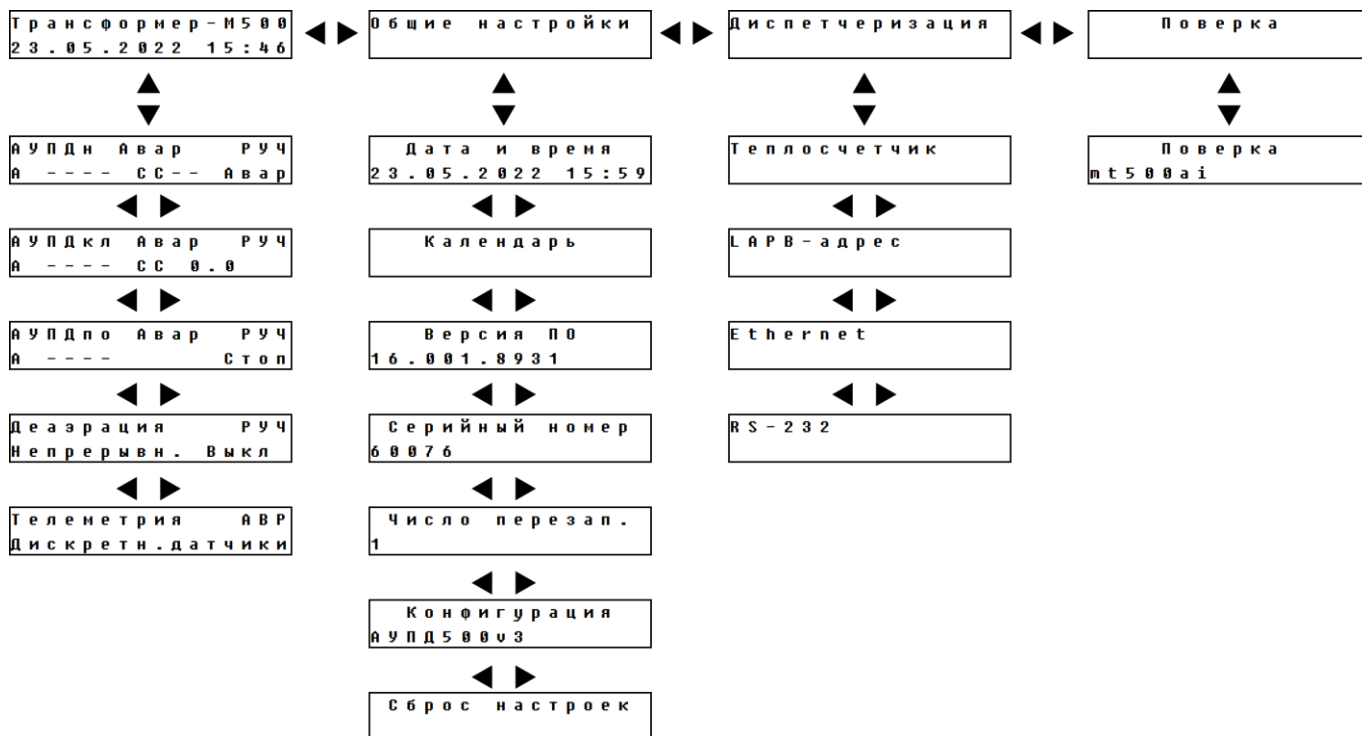 Трансформер-М500
23.05.2022 15:46
Общие настройки
Диспетчеризация
Поверка
АУПДн Авар РУЧ
А ---- СС-- Авар
АУПДкл Авар РУЧ
А ---- СС 0.0
АУПДпо Авар РУЧ
А ---- Стоп
Деаэрация РУЧ
Непрерывн. Выкл
Телеметрия АВР
Дискретн.датчики
Дата и время
23.05.2022 15:59
Календарь
Версия ПО
16.001.8931
Серийный номер
60076
Число перезап.
1
Конфигурация
АУПД500v3
Сброс настроек
Теплосчетчик
LAPB-адрес
Ethernet
RS-232
Поверка
mt500ai